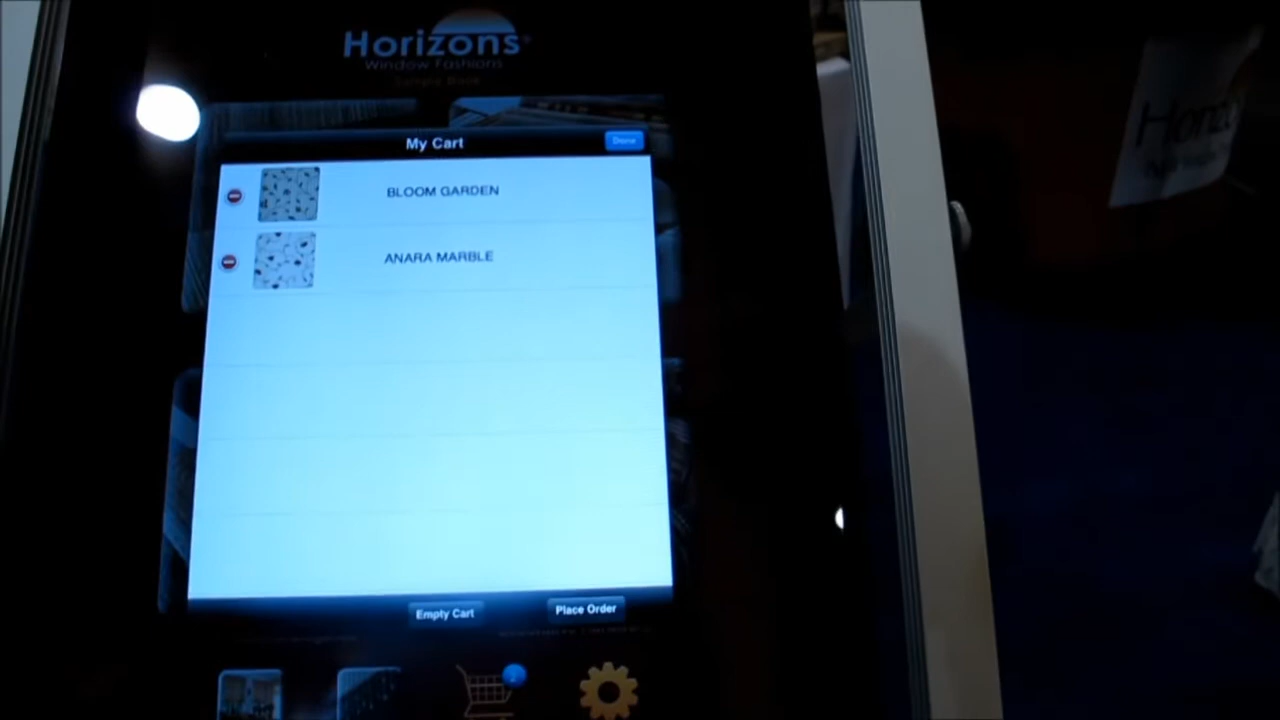 Horizons
Window Fashions
My Cart
Done
BLOOM GARDEN
ANARA MARBLE
Empty Cart
Place Order